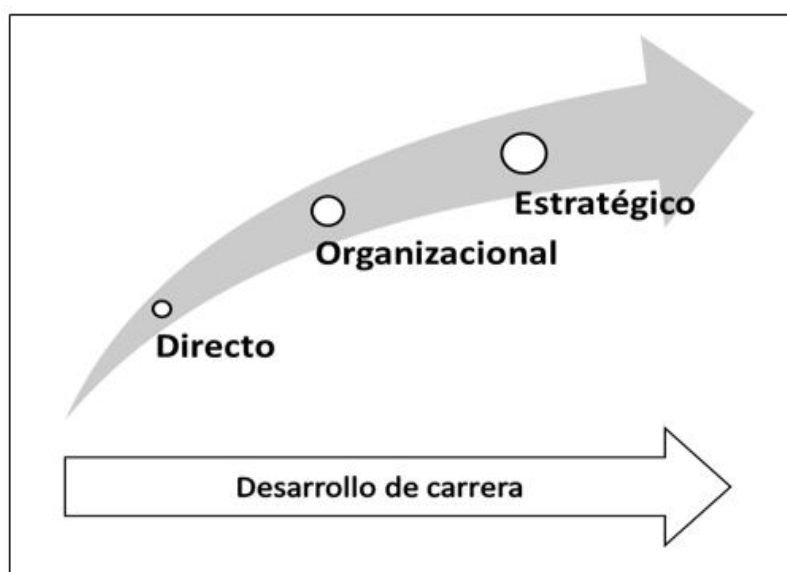 Estratégico
Organizacional
Directo
Desarrollo de carrera